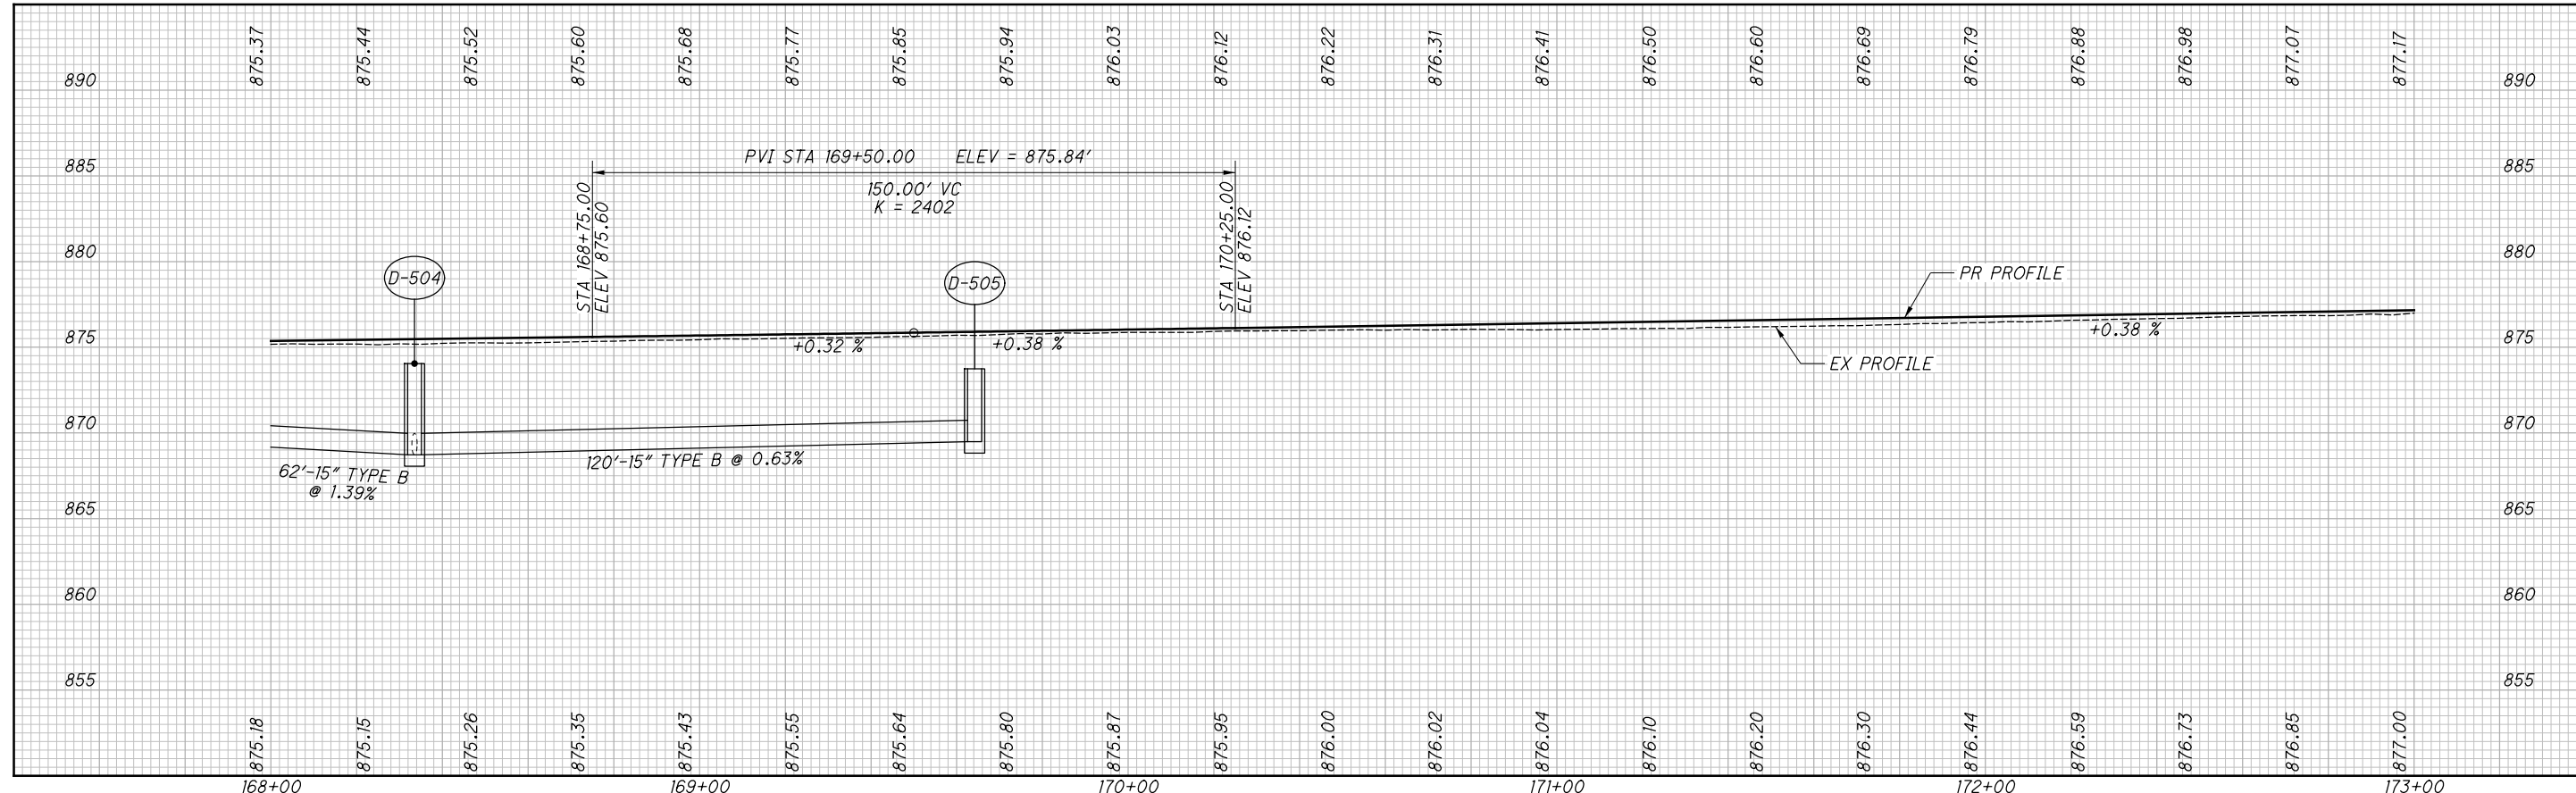 875.37 875.44 875.52 875.60 875.68 875.77 875.85 875.94 876.03 876.12 876.22 876.31 876.41 876.50 876.60 876.69 876.79 876.88 876.98 877.07 877.17
890 890
885 885
PVI STA 169+50.00 ELEV = 875.84'
150.00' VC
K = 2402
STA 168+75.00
ELEV 875.60
STA 170+25.00
ELEV 876.12
880 880
D-504
D-505
PR PROFILE
875 875
+0.32 %
+0.38 %
+0.38 %
EX PROFILE
870 870
62'-15" TYPE B
@ 1.39%
120'-15" TYPE B @ 0.63%
865 865
860 860
855 855
875.18 875.15 875.26 875.35 875.43 875.55 875.64 875.80 875.87 875.95 876.00 876.02 876.04 876.10 876.20 876.30 876.44 876.59 876.73 876.85 877.00
168+00 169+00 170+00 171+00 172+00 173+00